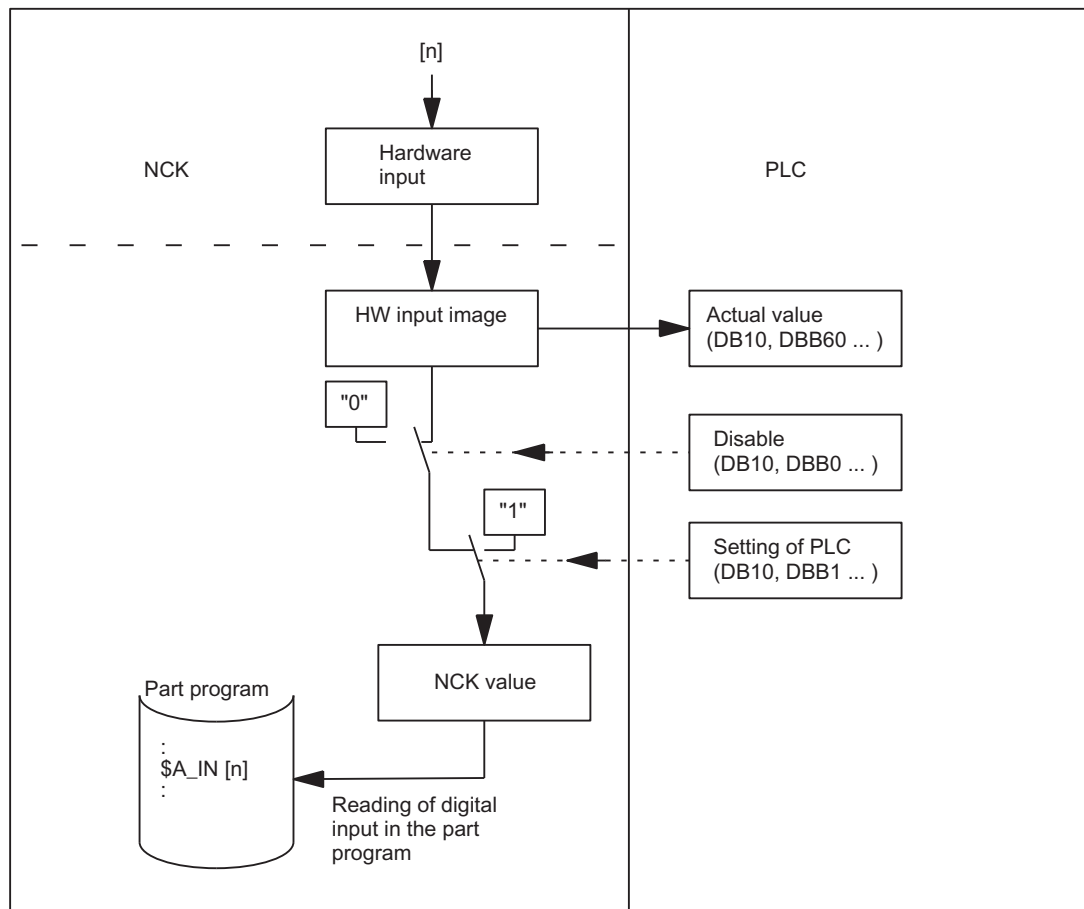 [n]
Hardware
input
NCK
PLC
HW input image
Actual value
(DB10, DBB60 ... )
"0"
Disable
(DB10, DBB0 ... )
"1"
Setting of PLC
(DB10, DBB1 ... )
NCK value
Part program
:
$A_IN [n]
:
Reading of digital
input in the part
program